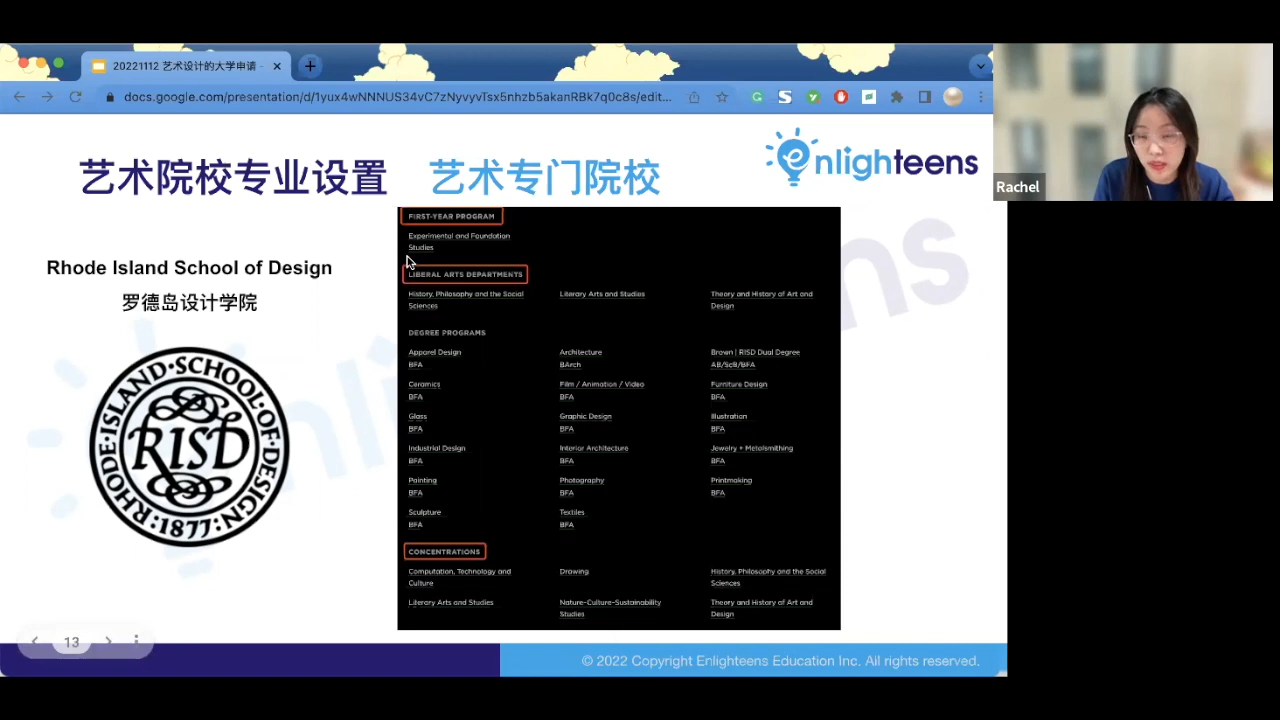 20221112 艺术设计的大学申请 -
docs.google.com/presentation/d/1yux4wNNNUS34vC7zNyvyvTsx5nhzb5akanRBk7q0c8s/edit...
艺术院校专业设置 艺术专门院校
enlighteens
Rachel
Rhode Island School of Design
罗德岛设计学院
RHODE·ISLAND·SCHOOL·OF·DESIGN
RISD
:1877:
FIRST-YEAR PROGRAM
Experimental and Foundation
Studies
LIBERAL ARTS DEPARTMENTS
History, Philosophy and the Social
Sciences
Literary Arts and Studies
Theory and History of Art and
Design
DEGREE PROGRAMS
Apparel Design
BFA
Architecture
BArch
Brown | RISD Dual Degree
AB/ScB/BFA
Ceramics
BFA
Film / Animation / Video
BFA
Furniture Design
BFA
Glass
BFA
Graphic Design
BFA
Illustration
BFA
Industrial Design
BFA
Interior Architecture
BFA
Jewelry + Metalsmithing
BFA
Painting
BFA
Photography
BFA
Printmaking
BFA
Sculpture
BFA
Textiles
BFA
CONCENTRATIONS
Computation, Technology and
Culture
Drawing
History, Philosophy and the Social
Sciences
Literary Arts and Studies
Nature-Culture-Sustainability
Studies
Theory and History of Art and
Design
13
© 2022 Copyright Enlighteens Education Inc. All rights reserved.